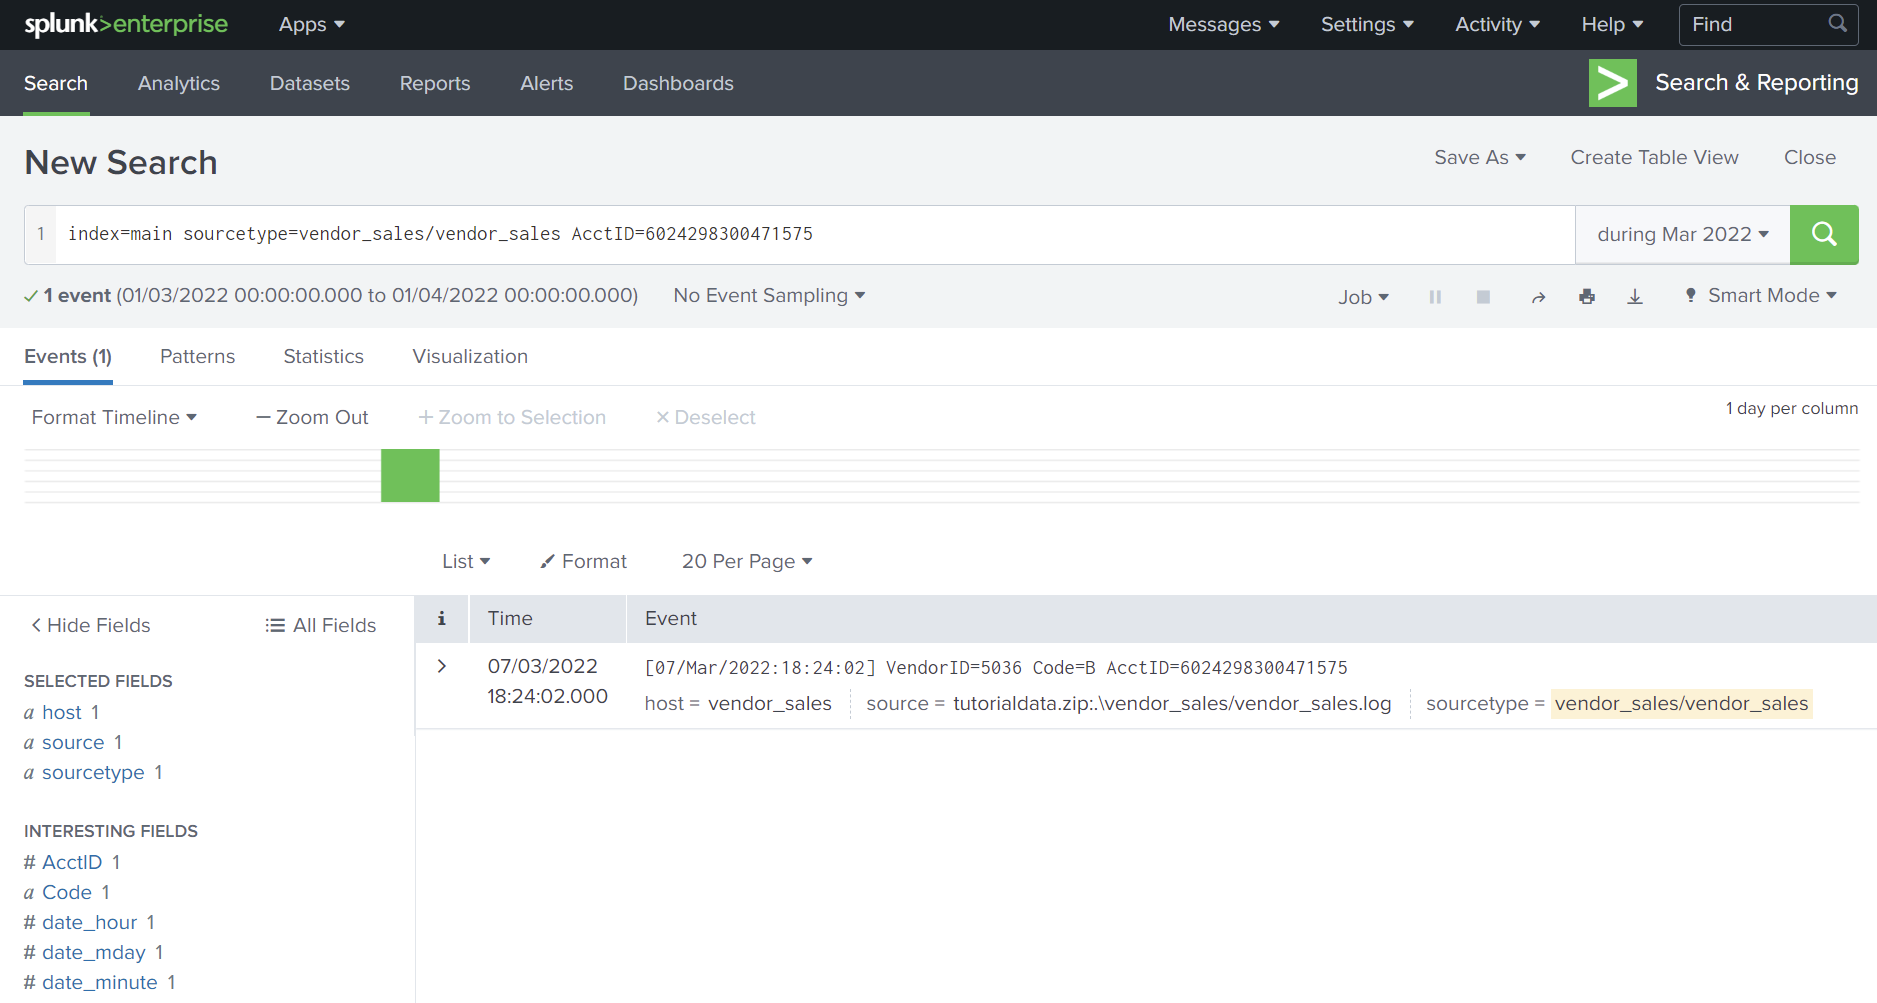 splunk>enterprise Apps Messages Settings Activity Help Find
Search Analytics Datasets Reports Alerts Dashboards Search & Reporting
New Search Save As Create Table View Close
1 index=main sourcetype=vendor_sales/vendor_sales AcctID=6024298300471575 during Mar 2022
1 event (01/03/2022 00:00:00.000 to 01/04/2022 00:00:00.000) No Event Sampling Job Smart Mode
Events (1) Patterns Statistics Visualization
Format Timeline — Zoom Out + Zoom to Selection × Deselect 1 day per column
List Format 20 Per Page
< Hide Fields All Fields i Time Event
SELECTED FIELDS
a host 1
a source 1
a sourcetype 1
INTERESTING FIELDS
# AcctID 1
a Code 1
# date_hour 1
# date_mday 1
# date_minute 1
> 07/03/2022 [07/Mar/2022:18:24:02] VendorID=5036 Code=B AcctID=6024298300471575
18:24:02.000 host = vendor_sales source = tutorialdata.zip:.\vendor_sales/vendor_sales.log sourcetype = vendor_sales/vendor_sales